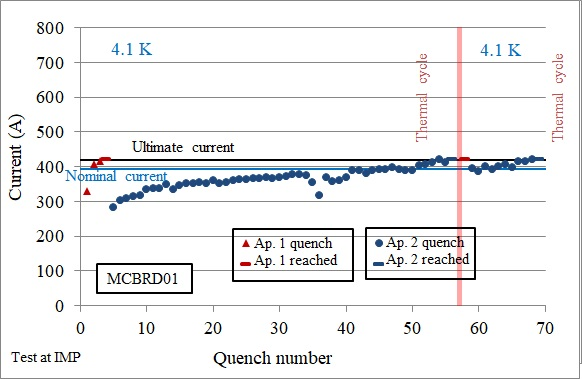 4.1 K
4.1 K
Thermal cycle
Thermal cycle
800
700
600
500
400
300
200
100
0
Current (A)
Ultimate current
Nominal current
Ap. 1 quench
Ap. 1 reached
Ap. 2 quench
Ap. 2 reached
MCBRD01
0 10 20 30 40 50 60 70
Test at IMP
Quench number